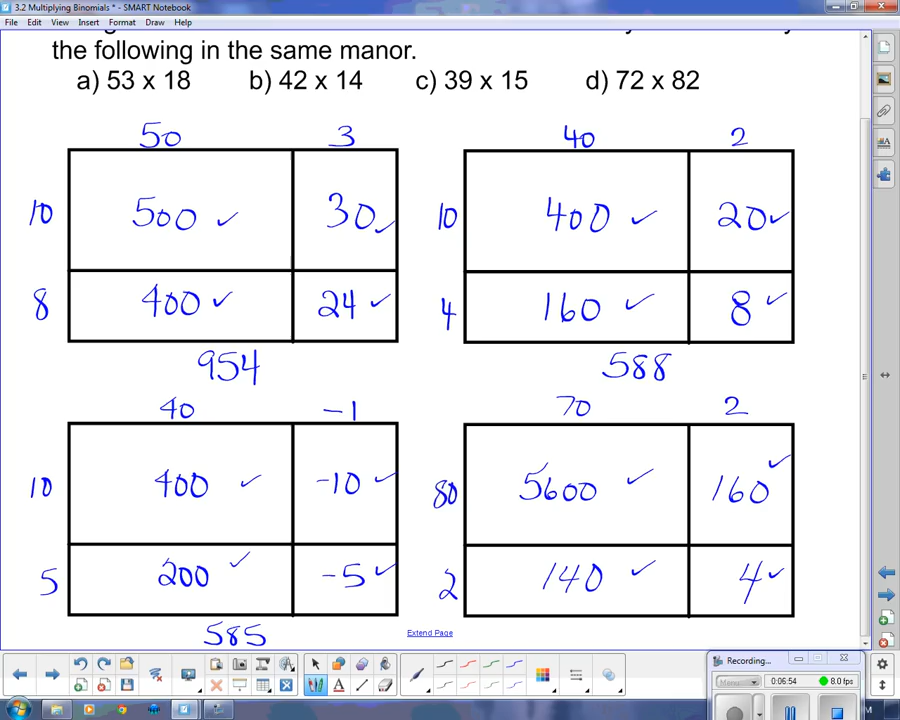 3.2 Multiplying Binomials * - SMART Notebook
File Edit View Insert Format Draw Help
the following in the same manor.
a) 53 x 18 b) 42 x 14 c) 39 x 15 d) 72 x 82
50 3
10 500 30
8 400 24
954
40 2
10 400 20
4 160 8
588
40 -1
10 400 -10
5 200 -5
585
70 2
80 5600 160
2 140 4
Extend Page
Recording...
Menu 0:06:54 8.0 fps